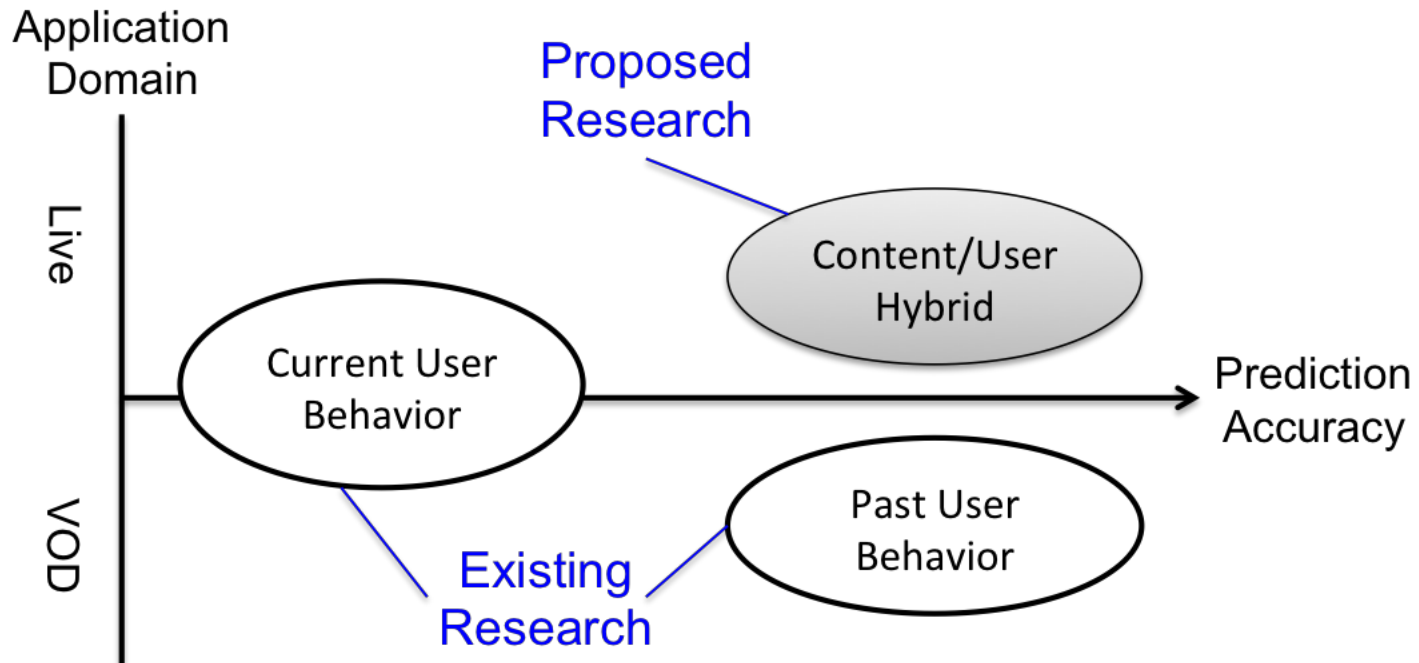 Application
Domain
Proposed
Research
Live
Content/User
Hybrid
Current User
Behavior
Prediction
Accuracy
VOD
Past User
Behavior
Existing
Research